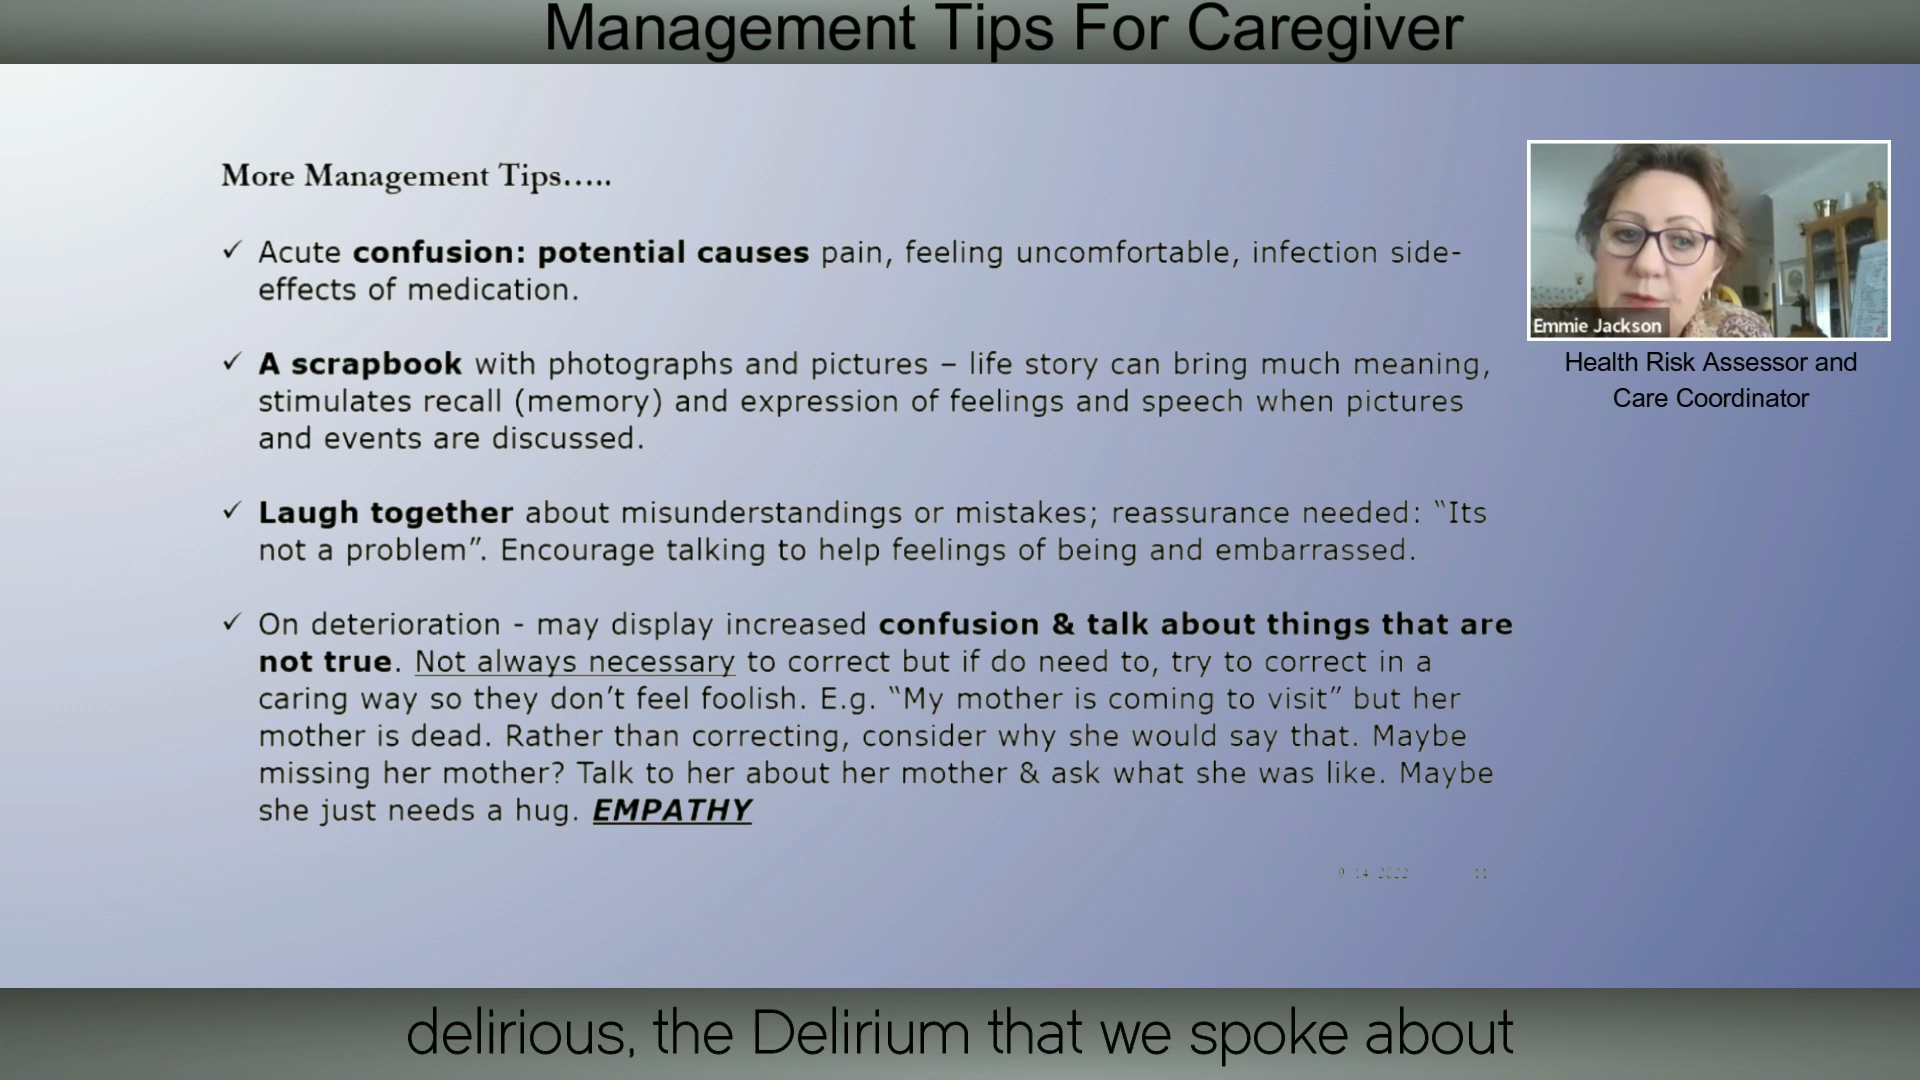 Management Tips For Caregiver
More Management Tips.....
✓ Acute confusion: potential causes pain, feeling uncomfortable, infection side-
effects of medication.
✓ A scrapbook with photographs and pictures – life story can bring much meaning,
stimulates recall (memory) and expression of feelings and speech when pictures
and events are discussed.
✓ Laugh together about misunderstandings or mistakes; reassurance needed: “Its
not a problem”. Encourage talking to help feelings of being and embarrassed.
✓ On deterioration - may display increased confusion & talk about things that are
not true. Not always necessary to correct but if do need to, try to correct in a
caring way so they don’t feel foolish. E.g. “My mother is coming to visit” but her
mother is dead. Rather than correcting, consider why she would say that. Maybe
missing her mother? Talk to her about her mother & ask what she was like. Maybe
she just needs a hug. EMPATHY
9 14 2022 11
Emmie Jackson
Health Risk Assessor and
Care Coordinator
delirious, the Delirium that we spoke about